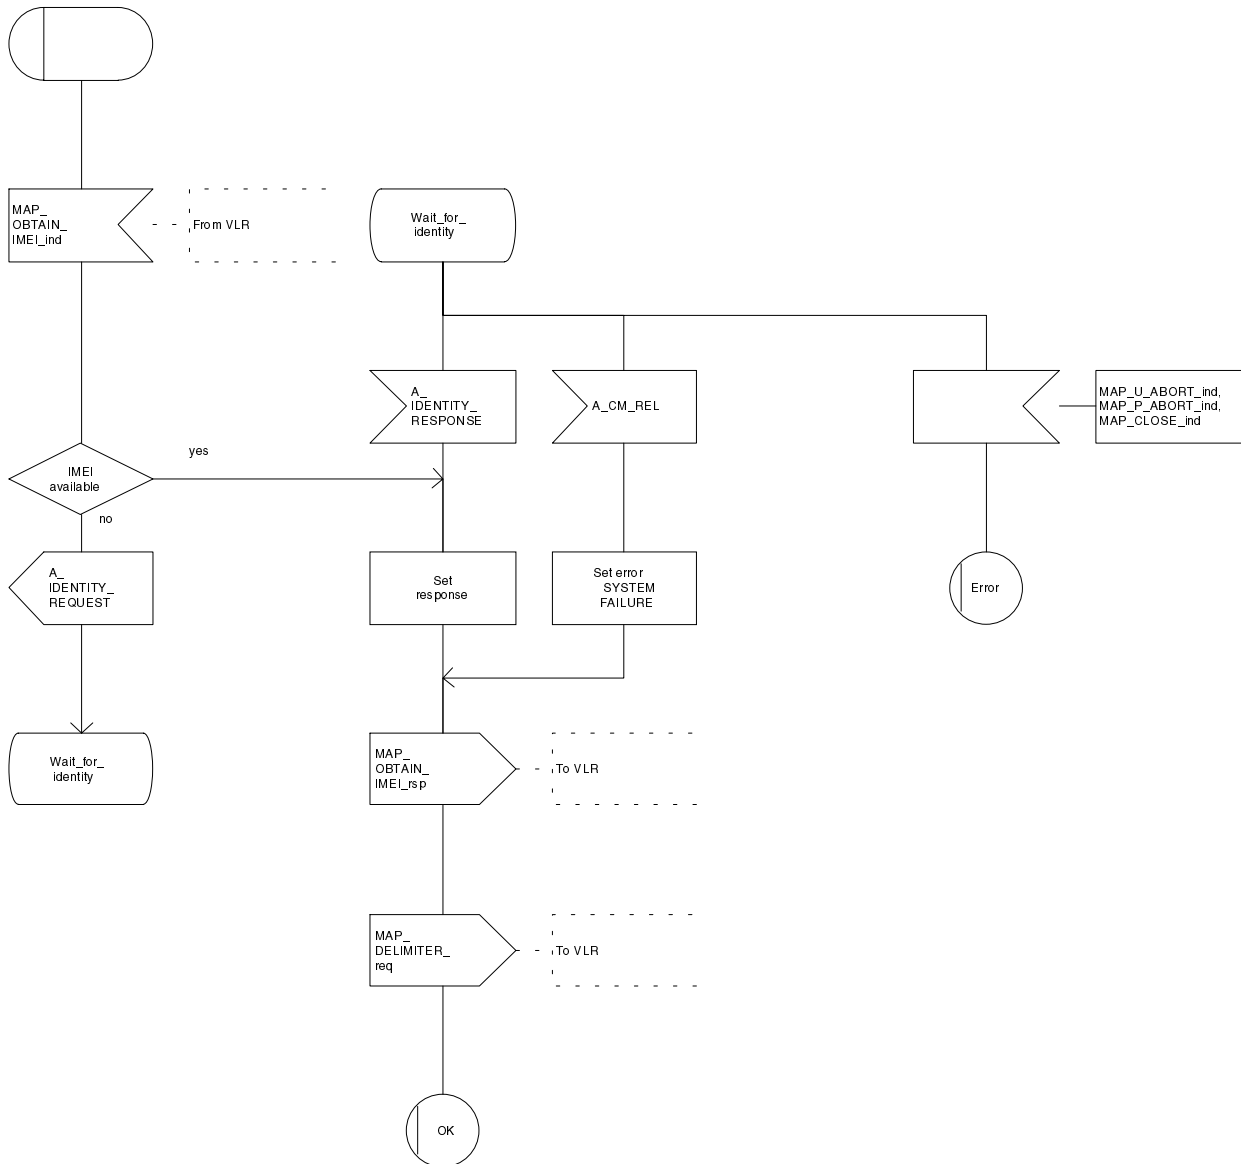 MAP_
OBTAIN_
IMEI_ind
From VLR
Wait_for_
identity
A_
IDENTITY_
RESPONSE
A_CM_REL
MAP_U_ABORT_ind,
MAP_P_ABORT_ind,
MAP_CLOSE_ind
yes
IMEI
available
no
A_
IDENTITY_
REQUEST
Set
response
Set error
SYSTEM
FAILURE
Error
Wait_for_
identity
MAP_
OBTAIN_
IMEI_rsp
To VLR
MAP_
DELIMITER_
req
To VLR
OK